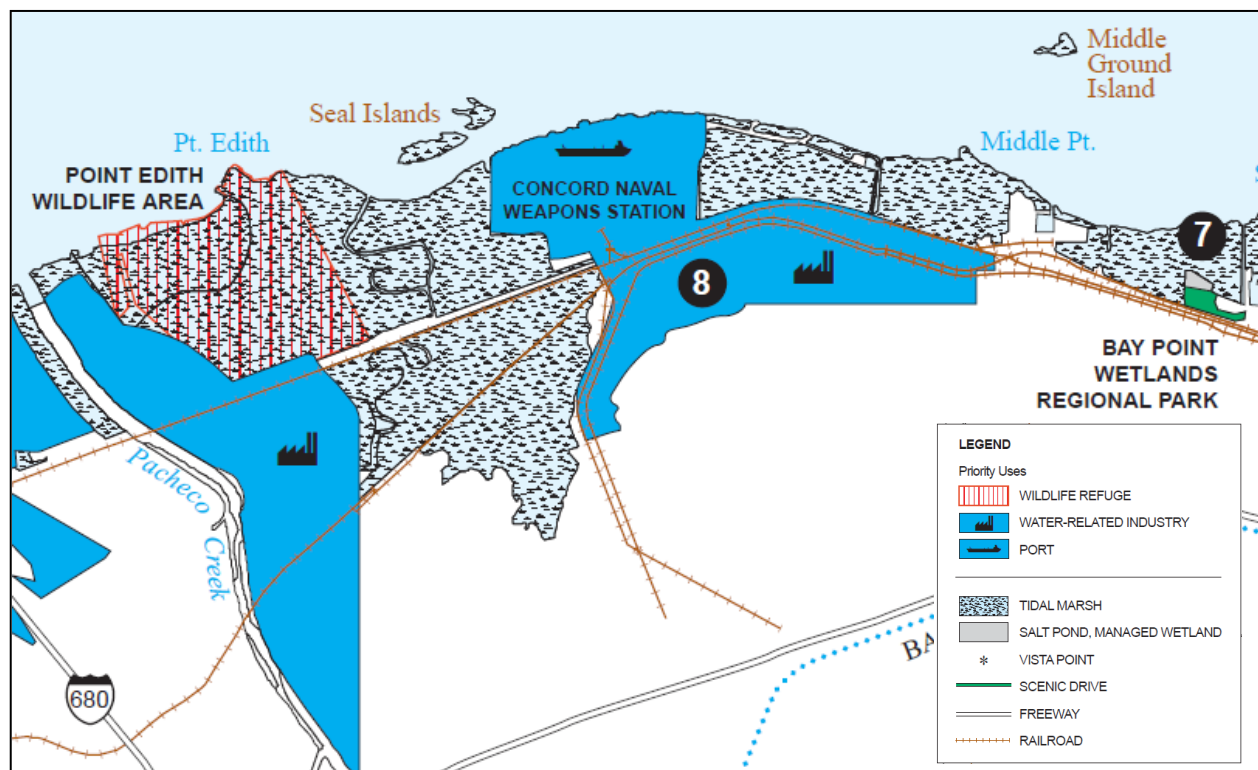 Middle
Ground
Island
Seal Islands
Pt. Edith
Middle Pt.
POINT EDITH
WILDLIFE AREA
S
CONCORD NAVAL
WEAPONS STATION
7
8
BAY POINT
WETLANDS
REGIONAL PARK
Pacheco
Creek
680
BA
LEGEND
Priority Uses
WILDLIFE REFUGE
WATER-RELATED INDUSTRY
PORT
TIDAL MARSH
SALT POND, MANAGED WETLAND
* VISTA POINT
SCENIC DRIVE
FREEWAY
RAILROAD